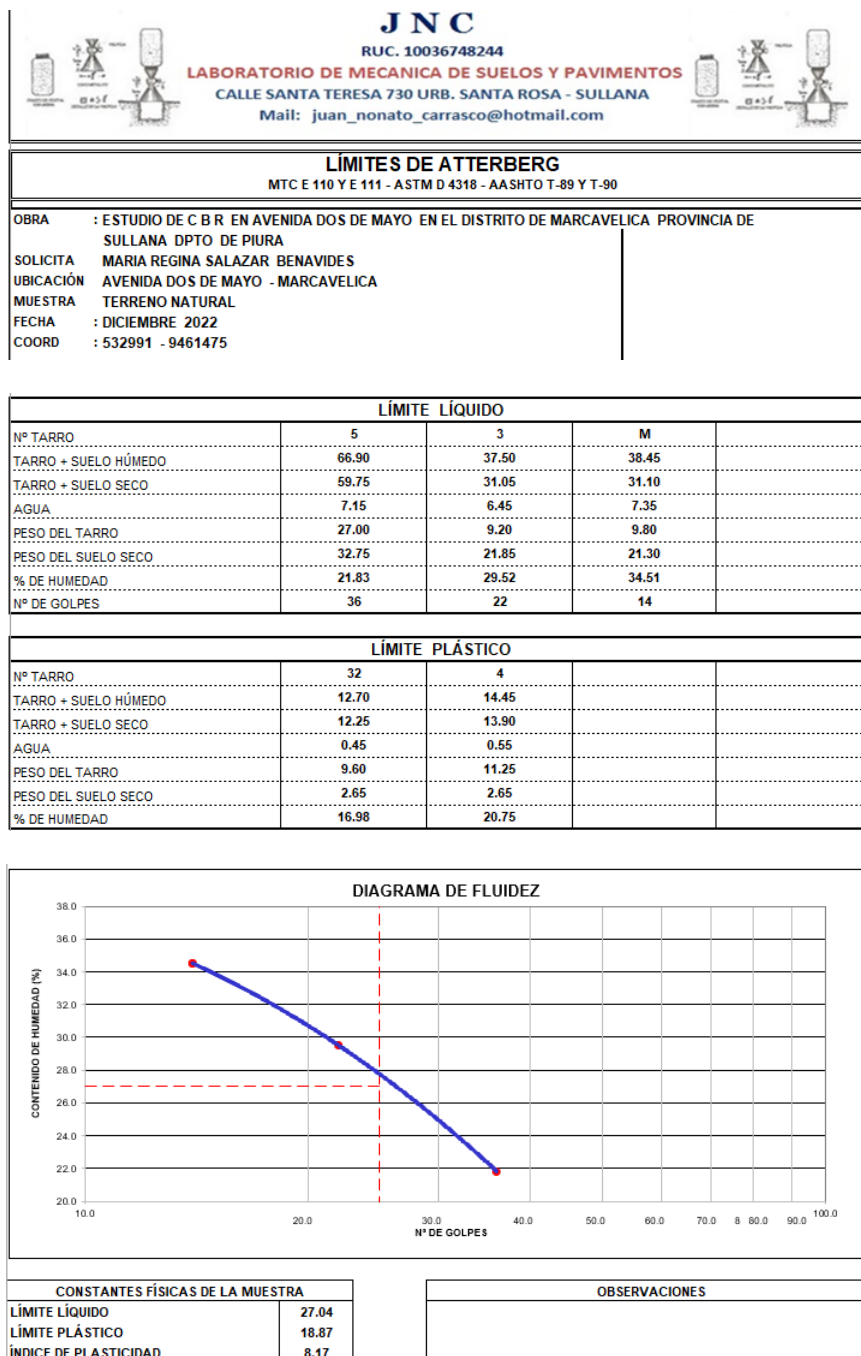 J N C
RUC. 10036748244
LABORATORIO DE MECANICA DE SUELOS Y PAVIMENTOS
CALLE SANTA TERESA 730 URB. SANTA ROSA - SULLANA
Mail: juan_nonato_carrasco@hotmail.com
LÍMITES DE ATTERBERG
MTC E 110 Y E 111 - ASTM D 4318 - AASHTO T-89 Y T-90
OBRA : ESTUDIO DE C B R EN AVENIDA DOS DE MAYO EN EL DISTRITO DE MARCAVELICA PROVINCIA DE
SULLANA DPTO DE PIURA
SOLICITA MARIA REGINA SALAZAR BENAVIDES
UBICACIÓN AVENIDA DOS DE MAYO - MARCAVELICA
MUESTRA TERRENO NATURAL
FECHA : DICIEMBRE 2022
COORD : 532991 - 9461475
LÍMITE LÍQUIDO
Nº TARRO 5 3 M
TARRO + SUELO HÚMEDO 66.90 37.50 38.45
TARRO + SUELO SECO 59.75 31.05 31.10
AGUA 7.15 6.45 7.35
PESO DEL TARRO 27.00 9.20 9.80
PESO DEL SUELO SECO 32.75 21.85 21.30
% DE HUMEDAD 21.83 29.52 34.51
Nº DE GOLPES 36 22 14
LÍMITE PLÁSTICO
Nº TARRO 32 4
TARRO + SUELO HÚMEDO 12.70 14.45
TARRO + SUELO SECO 12.25 13.90
AGUA 0.45 0.55
PESO DEL TARRO 9.60 11.25
PESO DEL SUELO SECO 2.65 2.65
% DE HUMEDAD 16.98 20.75
DIAGRAMA DE FLUIDEZ
CONTENIDO DE HUMEDAD (%)
38.0
36.0
34.0
32.0
30.0
28.0
26.0
24.0
22.0
20.0
10.0 20.0 30.0 40.0 50.0 60.0 70.0 8 80.0 90.0 100.0
Nº DE GOLPES
CONSTANTES FÍSICAS DE LA MUESTRA
LÍMITE LÍQUIDO 27.04
LÍMITE PLÁSTICO 18.87
ÍNDICE DE PLASTICIDAD 8.17
OBSERVACIONES